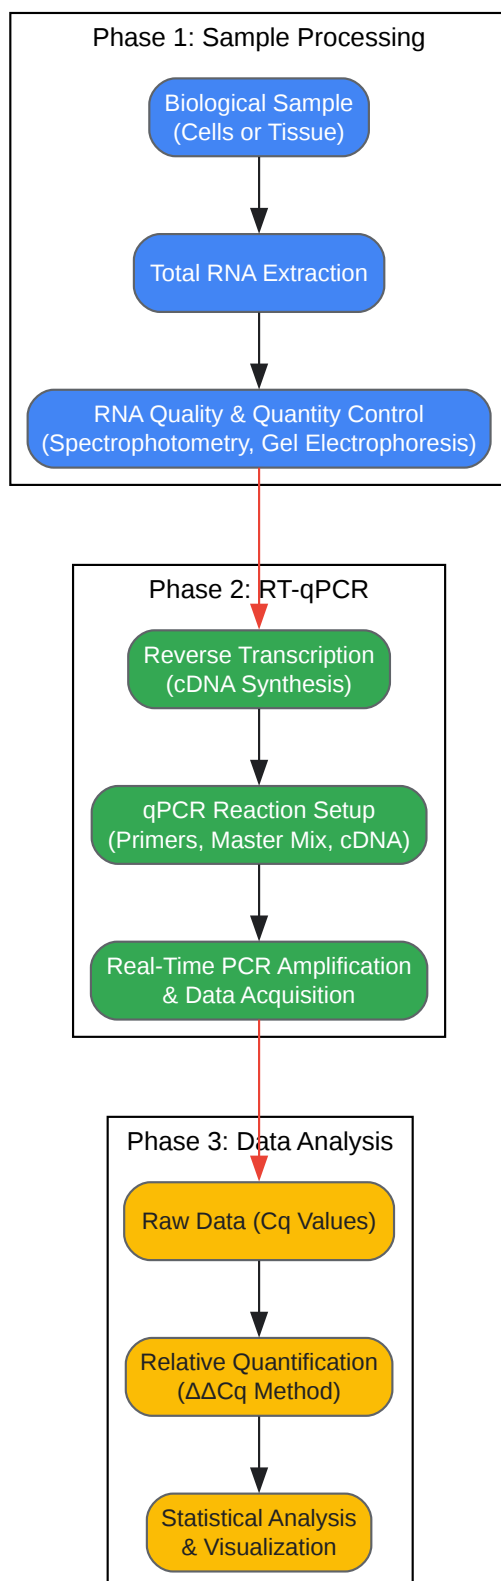 Phase 1: Sample Processing
Biological Sample
(Cells or Tissue)
Total RNA Extraction
RNA Quality & Quantity Control
(Spectrophotometry, Gel Electrophoresis)
Phase 2: RT-qPCR
Reverse Transcription
(cDNA Synthesis)
qPCR Reaction Setup
(Primers, Master Mix, cDNA)
Real-Time PCR Amplification
& Data Acquisition
Phase 3: Data Analysis
Raw Data (Cq Values)
Relative Quantification
(ΔΔCq Method)
Statistical Analysis
& Visualization